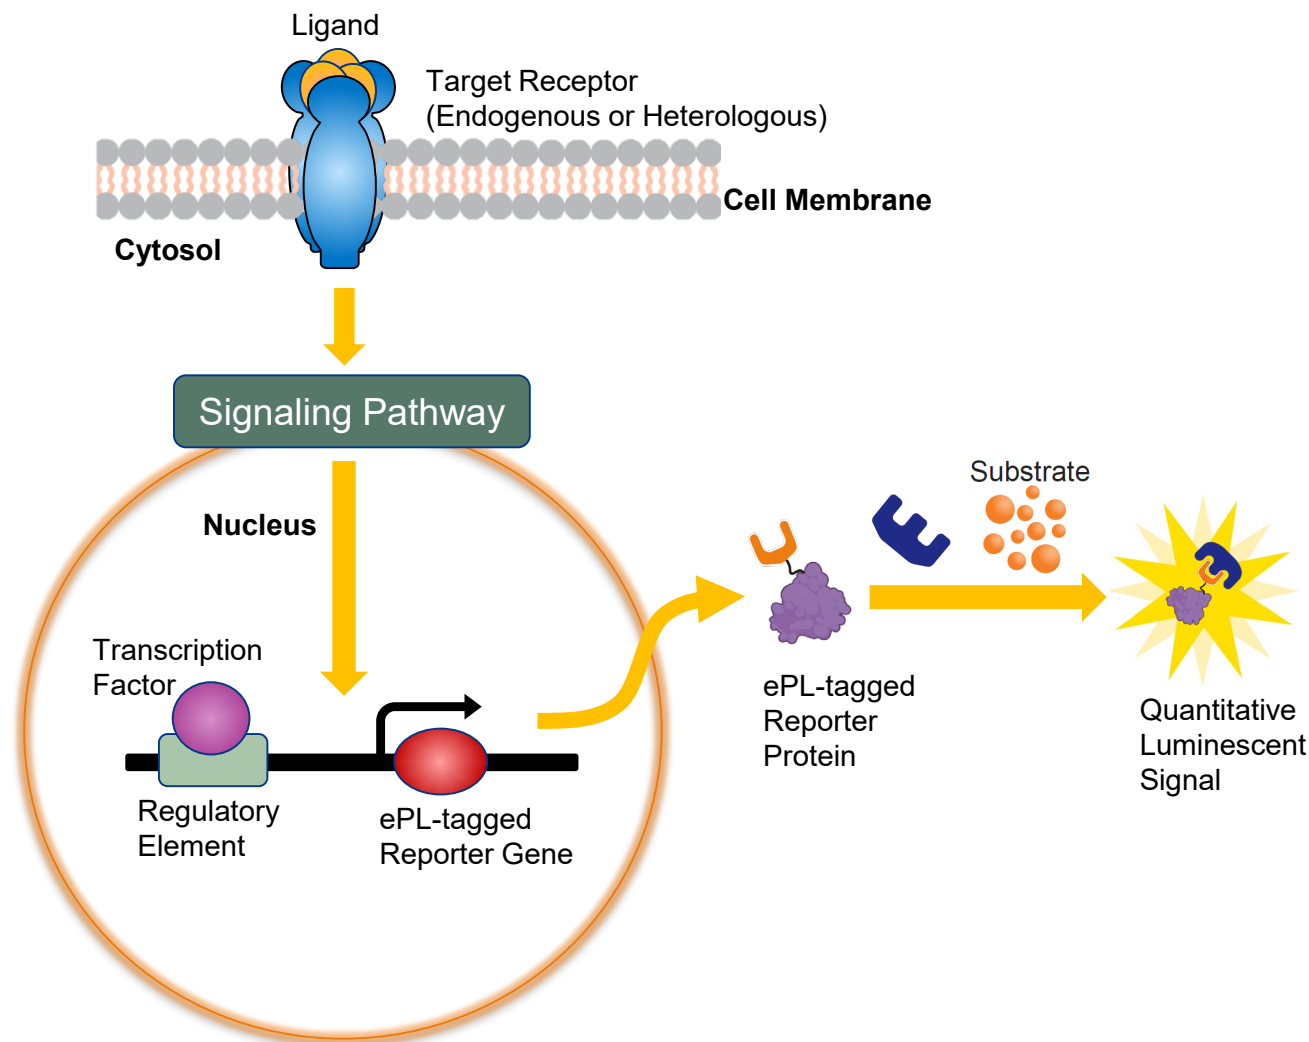 Ligand
Target Receptor
(Endogenous or Heterologous)
Cell Membrane
Cytosol
Signaling Pathway
Nucleus
Substrate
Transcription
Factor
Regulatory
Element
ePL-tagged
Reporter Gene
ePL-tagged
Reporter
Protein
Quantitative
Luminescent
Signal